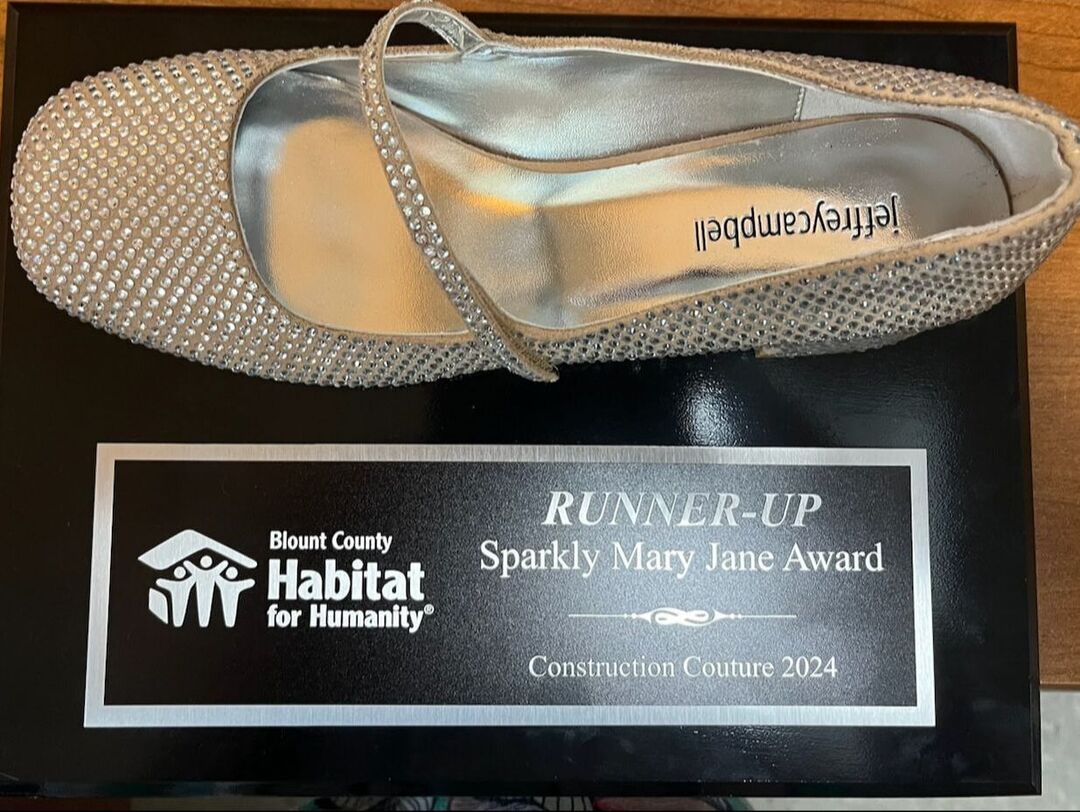 jeffreycampbell
Blount County
Habitat
for Humanity®
RUNNER-UP
Sparkly Mary Jane Award
Construction Couture 2024